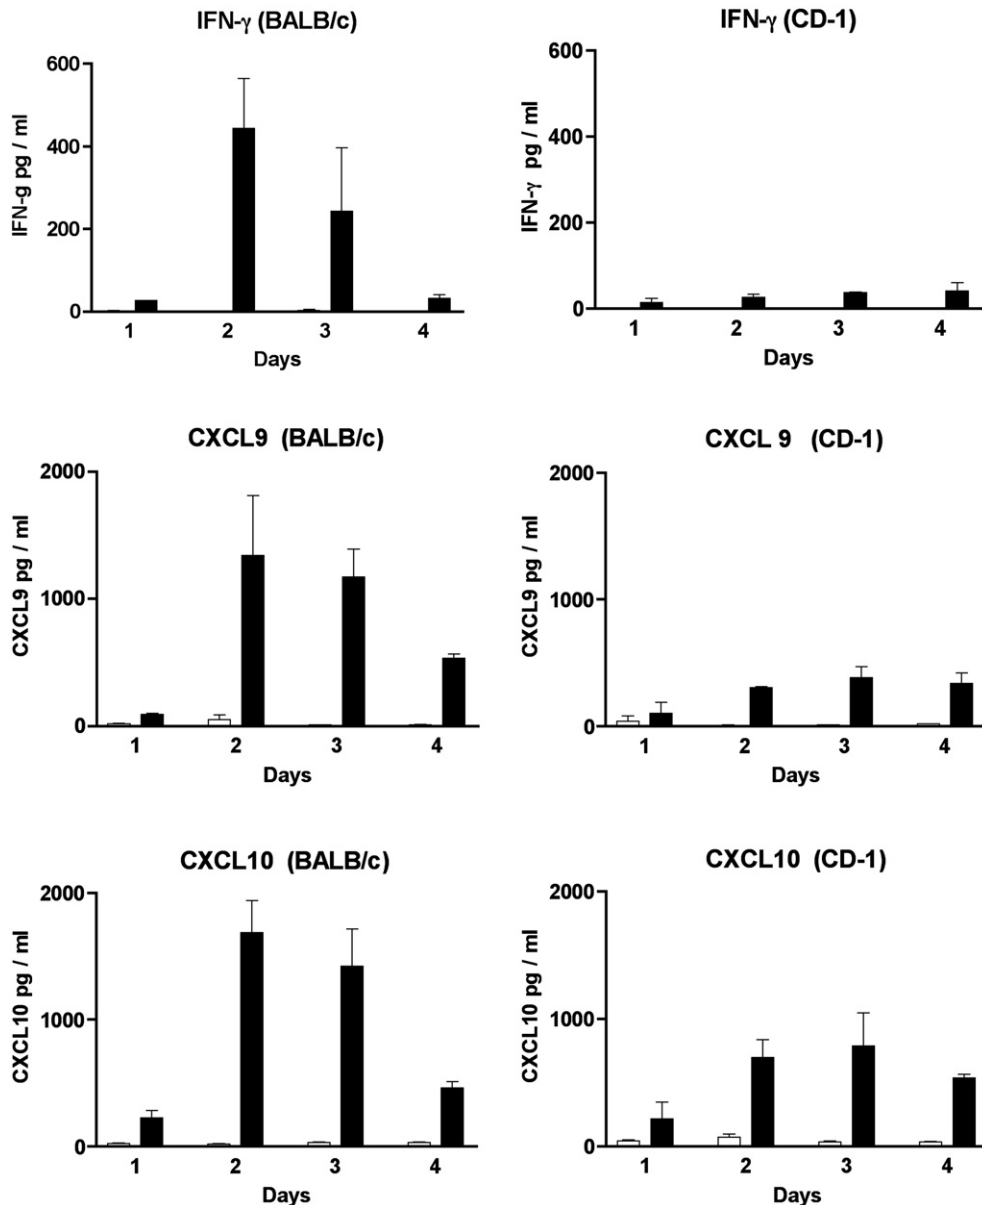 IFN-γ (BALB/c)
IFN-g pg / ml
600
400
200
0
1 2 3 4
Days
IFN-γ (CD-1)
IFN-γ pg / ml
600
400
200
0
1 2 3 4
Days
CXCL9 (BALB/c)
CXCL9 pg / ml
2000
1000
0
1 2 3 4
Days
CXCL 9 (CD-1)
CXCL9 pg / ml
2000
1000
0
1 2 3 4
Days
CXCL10 (BALB/c)
CXCL10 pg / ml
2000
1000
0
1 2 3 4
Days
CXCL10 (CD-1)
CXCL10 pg / ml
2000
1000
0
1 2 3 4
Days